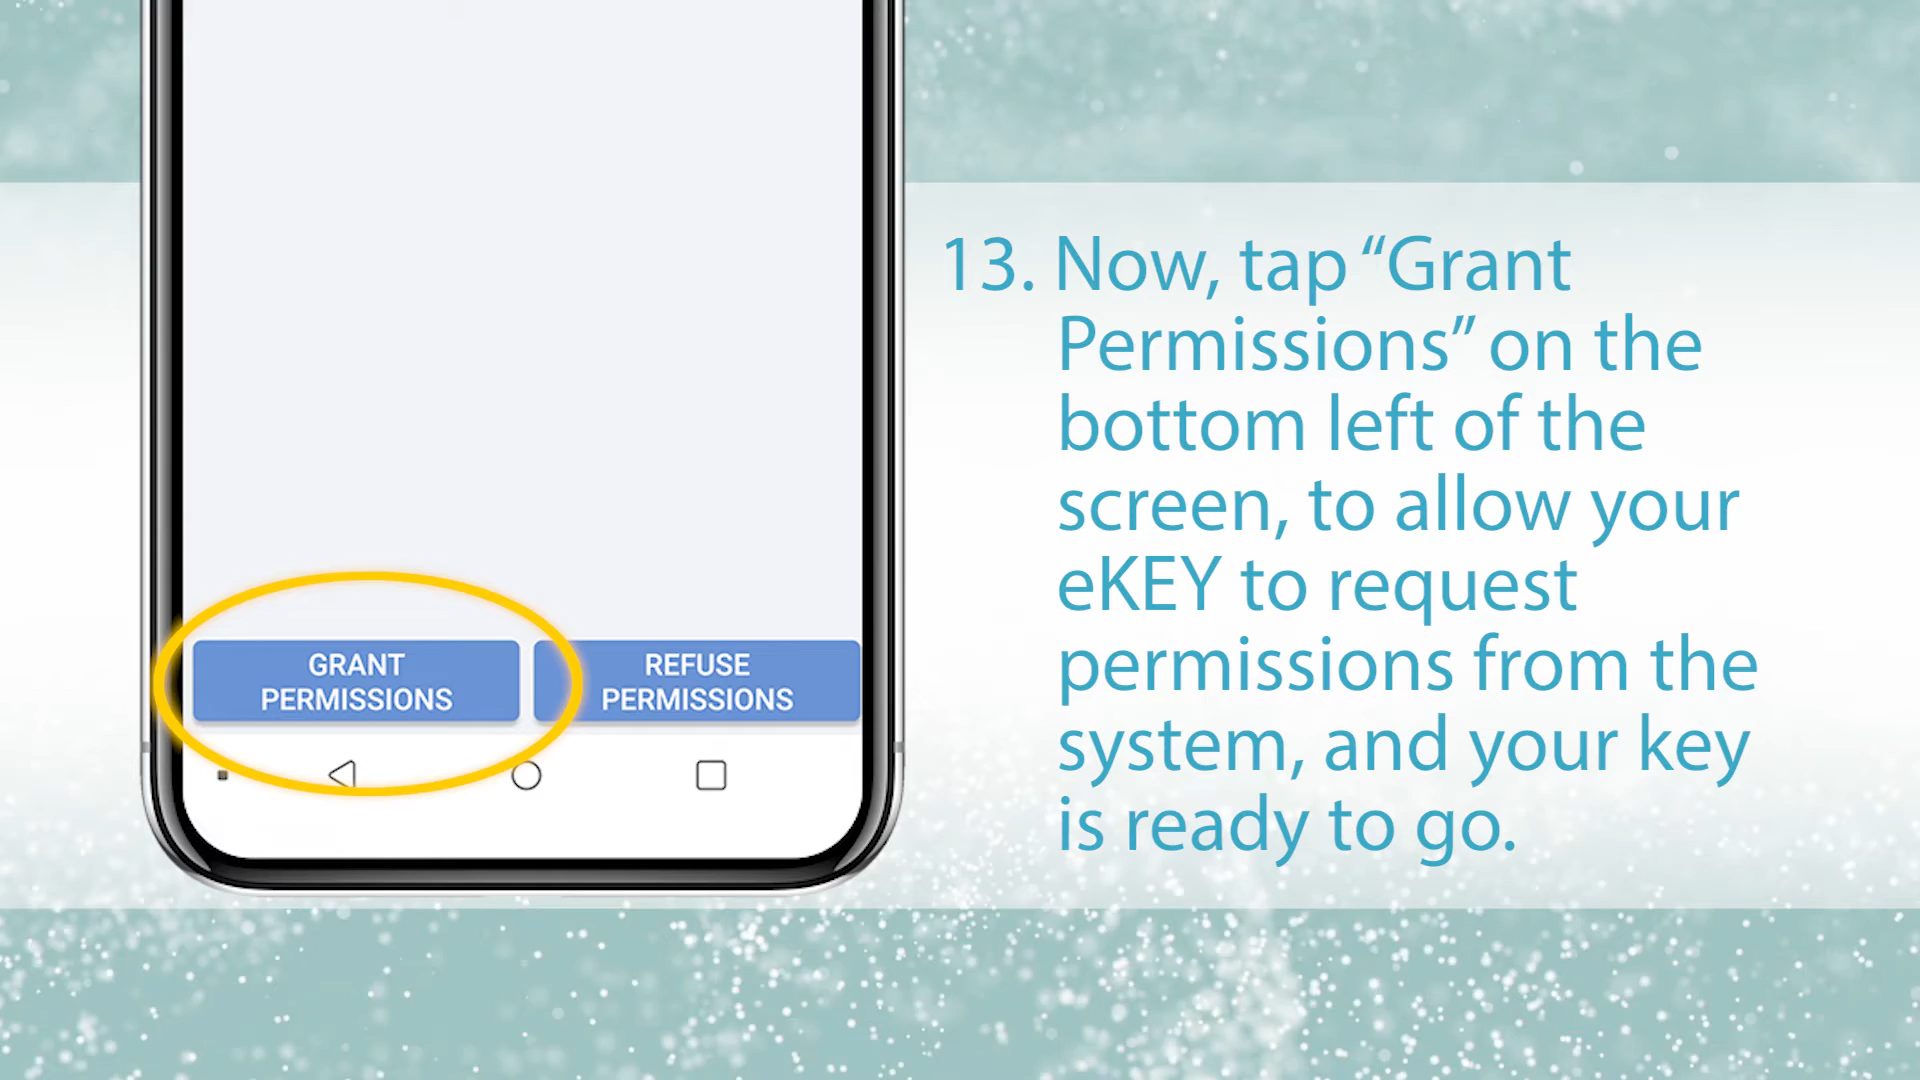 GRANT
PERMISSIONS
REFUSE
PERMISSIONS
13. Now, tap “Grant
Permissions” on the
bottom left of the
screen, to allow your
eKEY to request
permissions from the
system, and your key
is ready to go.